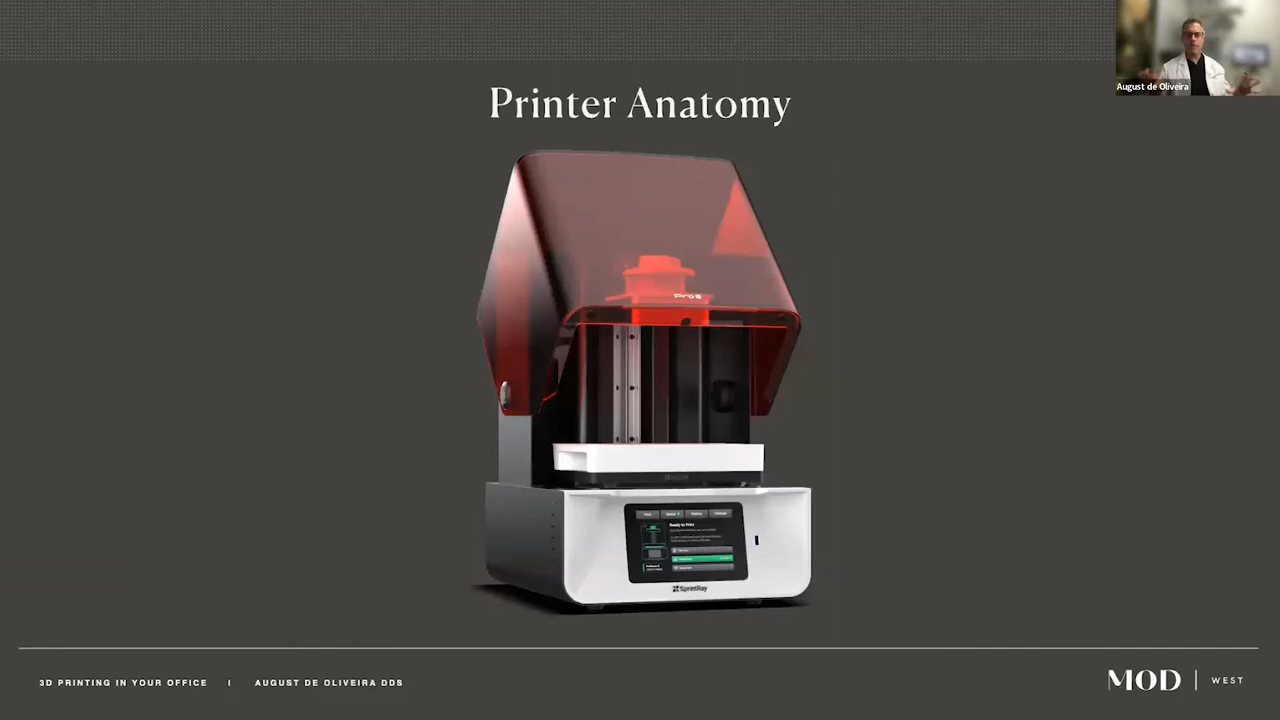 August de Oliveira
Printer Anatomy
Pro S
Ready to Print
SprintRay
3D PRINTING IN YOUR OFFICE | AUGUST DE OLIVEIRA DDS
MOD | WEST